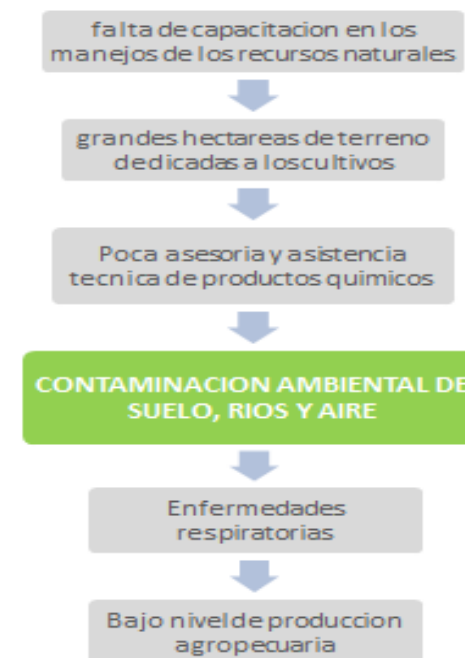 falta de capacitacion en los
manejos de los recursos naturales
grandes hectareas de terreno
dedicadas a los cultivos
Poca asesoria y asistencia
tecnica de productos quimicos
CONTAMINACION AMBIENTAL DE
SUELO, RIOS Y AIRE
Enfermedades
respiratorias
Bajo nivel de produccion
agropecuaria